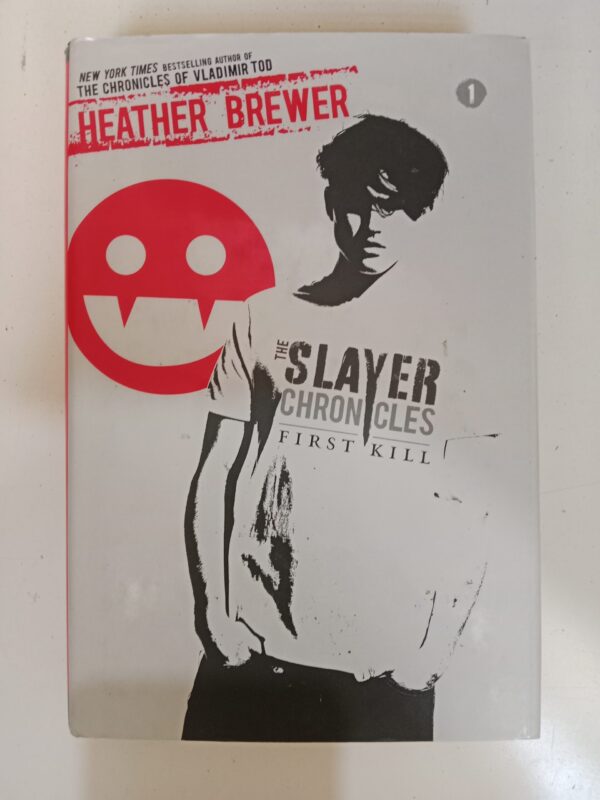 NEW YORK TIMES BESTSELLING AUTHOR OF
THE CHRONICLES OF VLADIMIR TOD
HEATHER BREWER
1
THE SLAYER
CHRONICLES
FIRST KILL